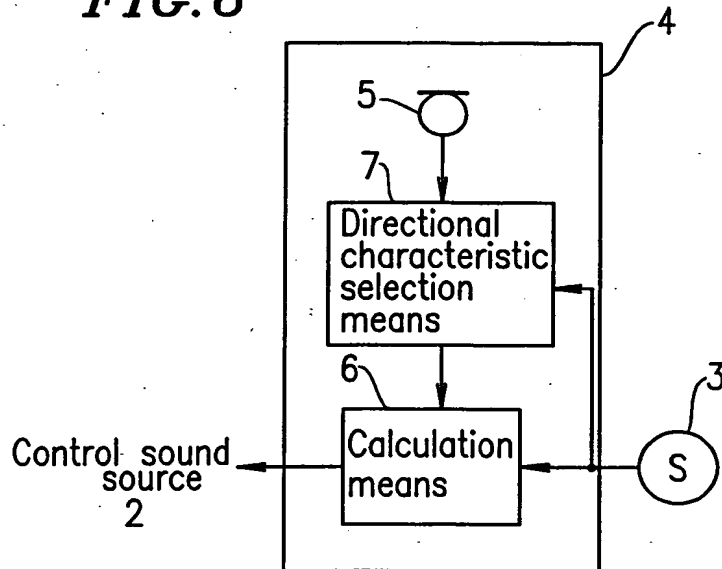 4
5
7
Directional
characteristic
selection
means
6
3
Calculation
means
S
Control sound
source
2